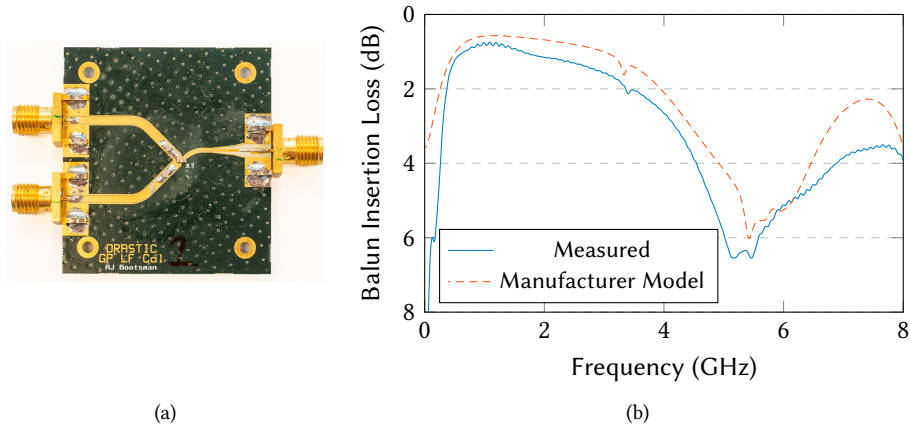 X1
DRASTIC
GP LF Cal 2
RJ Bootsman
(a)
Balun Insertion Loss (dB)
0
2
4
6
8
Measured
Manufacturer Model
0
2
4
6
8
Frequency (GHz)
(b)